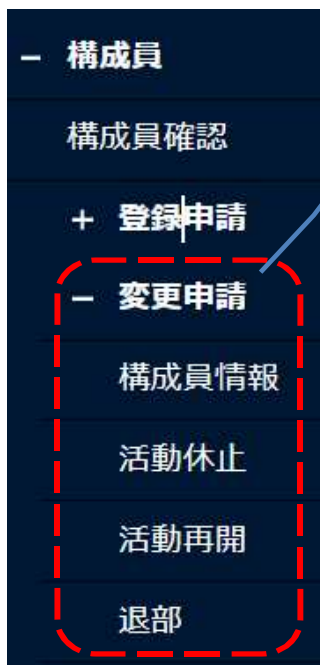 − 構成員
構成員確認
+ 登録申請
− 変更申請
構成員情報
活動休止
活動再開
退部